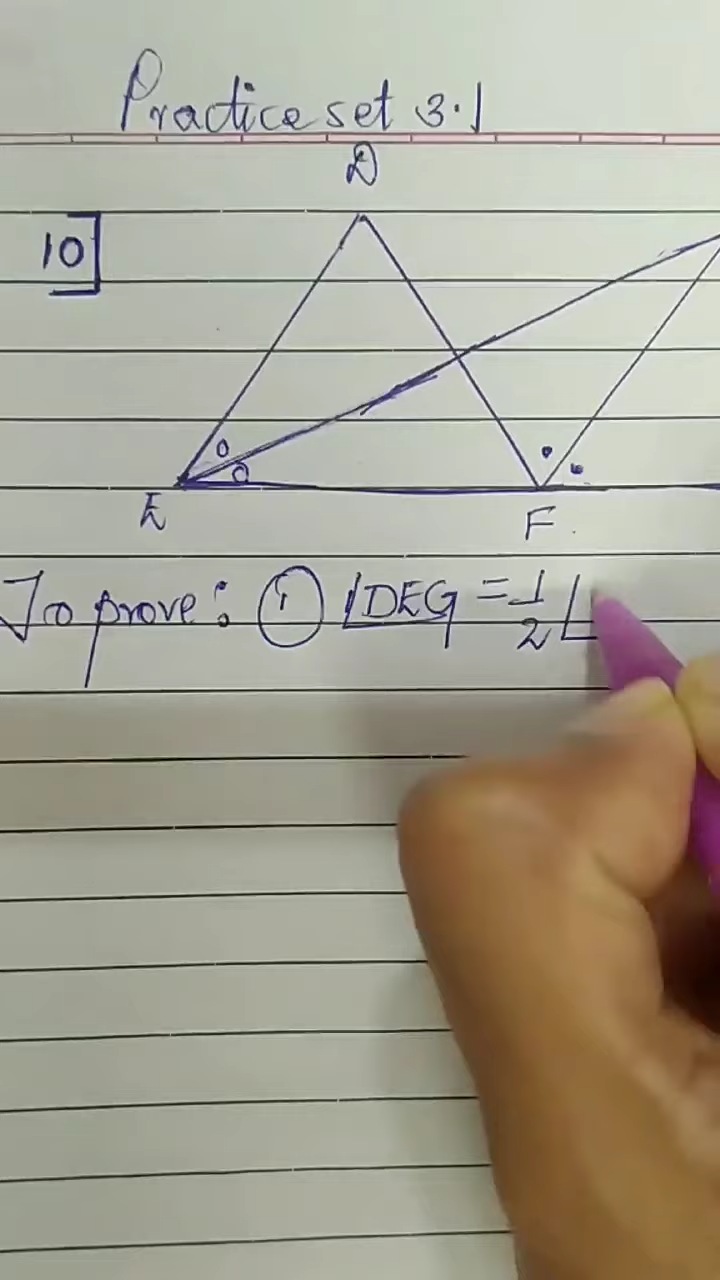 Practice set 3.1
D
10]
E
F
To prove: ① ∠DEG = 1/2 ∠